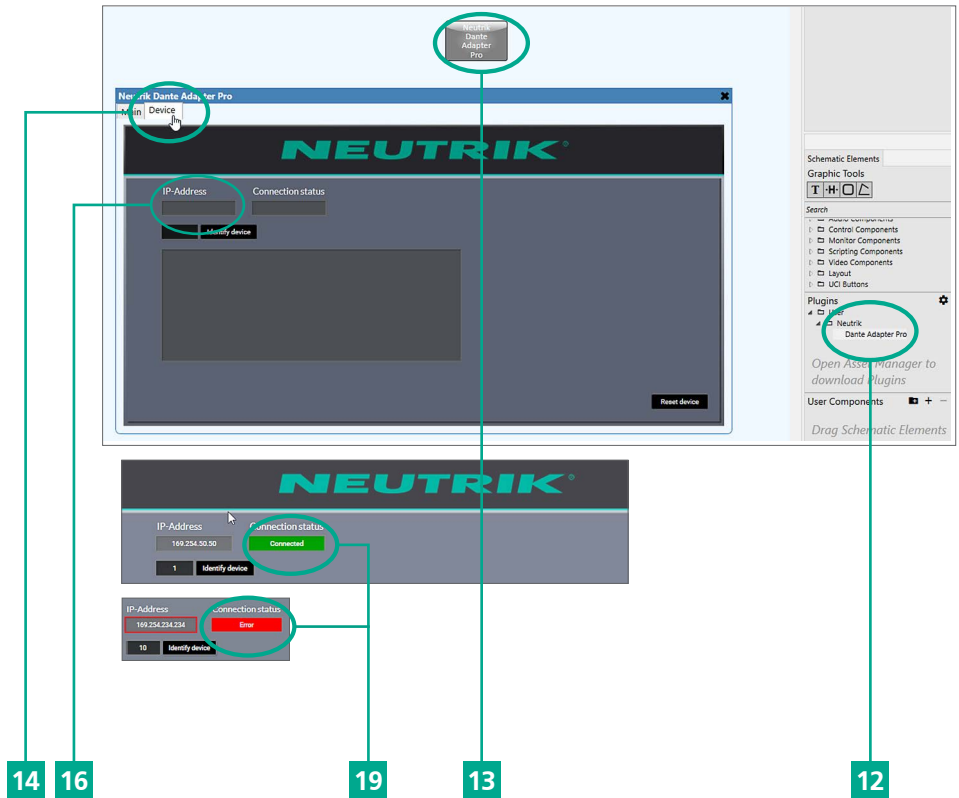 Neutrik
Dante
Adapter
Pro
Neutrik Dante Adapter Pro
Main Device
NEUTRIK®
IP-Address Connection status
Identify device
Reset device
Schematic Elements
Graphic Tools
T H
Search
Audio Components
Control Components
Monitor Components
Scripting Components
Video Components
Layout
UCI Buttons
Plugins
User
Neutrik
Dante Adapter Pro
Open Asset Manager to
download Plugins
User Components + −
Drag Schematic Elements
NEUTRIK®
IP-Address Connection status
169.254.50.50 Connected
1 Identify device
IP-Address Connection status
169.254.234.234 Error
10 Identify device
14 16 19 13 12